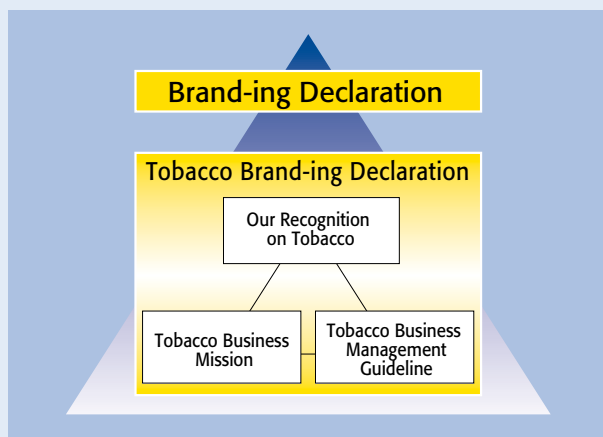 Brand-ing Declaration
Tobacco Brand-ing Declaration
Our Recognition
on Tobacco
Tobacco Business
Mission
Tobacco Business
Management
Guideline